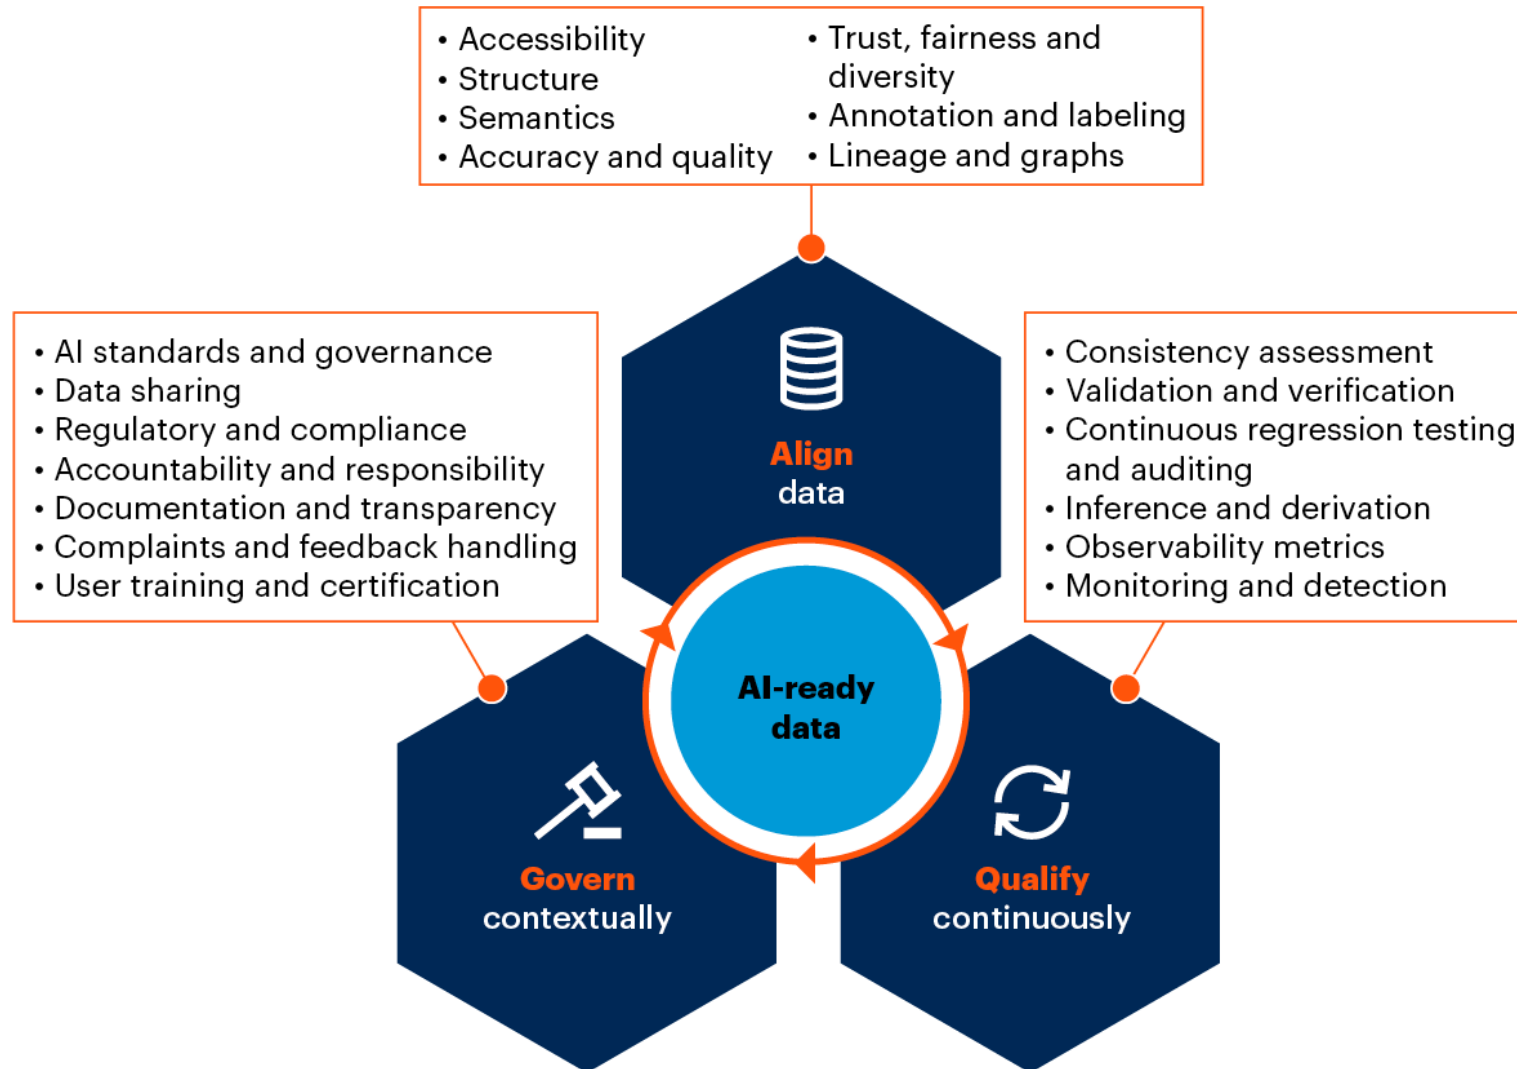 • Accessibility
• Structure
• Semantics
• Accuracy and quality
• Trust, fairness and
diversity
• Annotation and labeling
• Lineage and graphs
• AI standards and governance
• Data sharing
• Regulatory and compliance
• Accountability and responsibility
• Documentation and transparency
• Complaints and feedback handling
• User training and certification
Align
data
• Consistency assessment
• Validation and verification
• Continuous regression testing
and auditing
• Inference and derivation
• Observability metrics
• Monitoring and detection
AI-ready
data
Govern
contextually
Qualify
continuously